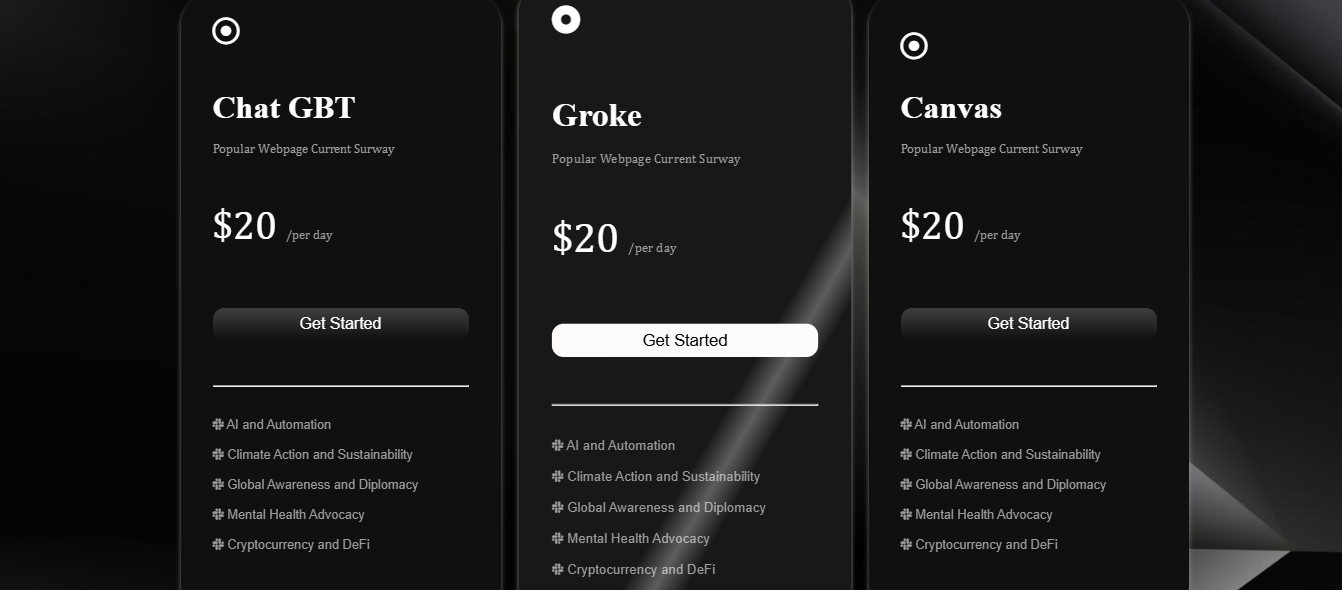 Chat GBT
Popular Webpage Current Surway
$20 /per day
Get Started
AI and Automation
Climate Action and Sustainability
Global Awareness and Diplomacy
Mental Health Advocacy
Cryptocurrency and DeFi
Groke
Popular Webpage Current Surway
$20 /per day
Get Started
AI and Automation
Climate Action and Sustainability
Global Awareness and Diplomacy
Mental Health Advocacy
Cryptocurrency and DeFi
Canvas
Popular Webpage Current Surway
$20 /per day
Get Started
AI and Automation
Climate Action and Sustainability
Global Awareness and Diplomacy
Mental Health Advocacy
Cryptocurrency and DeFi